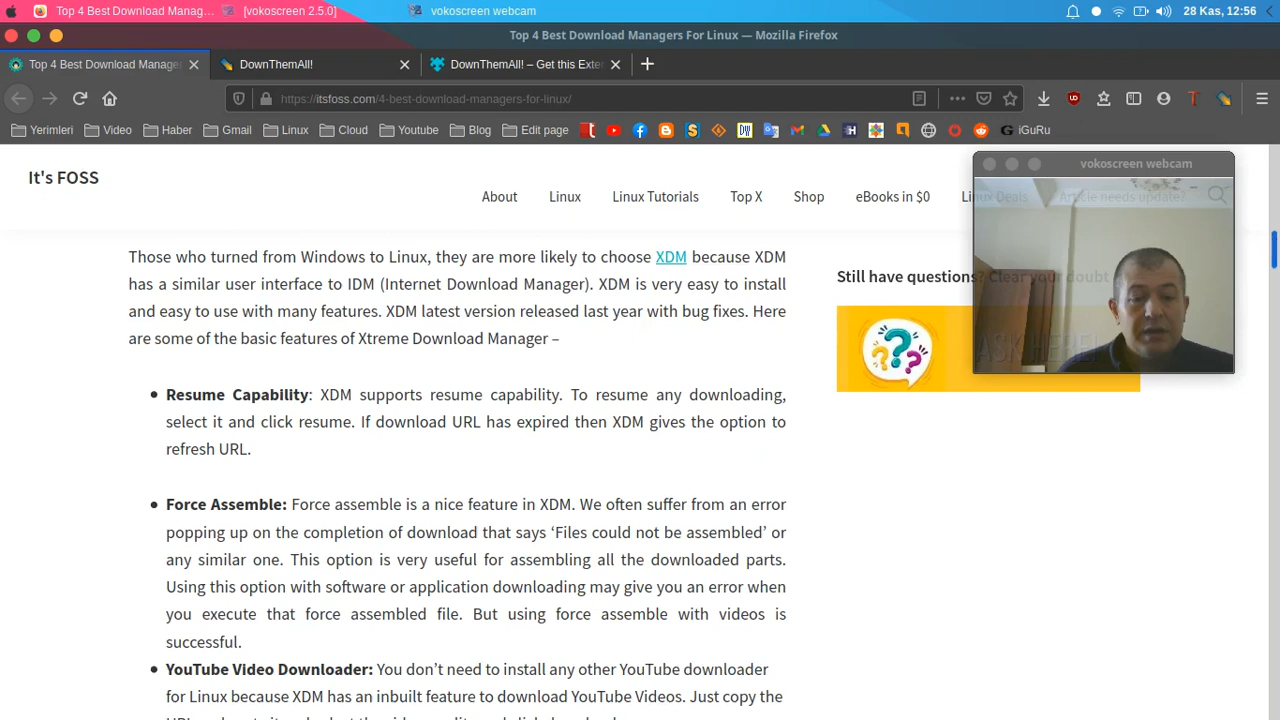 Top 4 Best Download Manag... [vokoscreen 2.5.0] vokoscreen webcam 28 Kas, 12:56
Top 4 Best Download Managers For Linux — Mozilla Firefox
Top 4 Best Download Manage DownThemAll! DownThemAll! – Get this Exte
https://itsfoss.com/4-best-download-managers-for-linux/
Yerimleri Video Haber Gmail Linux Cloud Youtube Blog Edit page iGuRu
vokoscreen webcam
It's FOSS
About Linux Linux Tutorials Top X Shop eBooks in $0 Linux Deals Article needs update?
Those who turned from Windows to Linux, they are more likely to choose XDM because XDM
has a similar user interface to IDM (Internet Download Manager). XDM is very easy to install
and easy to use with many features. XDM latest version released last year with bug fixes. Here
are some of the basic features of Xtreme Download Manager –
Still have questions? Clear your doubt
ASK HERE!
Resume Capability: XDM supports resume capability. To resume any downloading,
select it and click resume. If download URL has expired then XDM gives the option to
refresh URL.
Force Assemble: Force assemble is a nice feature in XDM. We often suffer from an error
popping up on the completion of download that says ‘Files could not be assembled’ or
any similar one. This option is very useful for assembling all the downloaded parts.
Using this option with software or application downloading may give you an error when
you execute that force assembled file. But using force assemble with videos is
successful.
YouTube Video Downloader: You don’t need to install any other YouTube downloader
for Linux because XDM has an inbuilt feature to download YouTube Videos. Just copy the